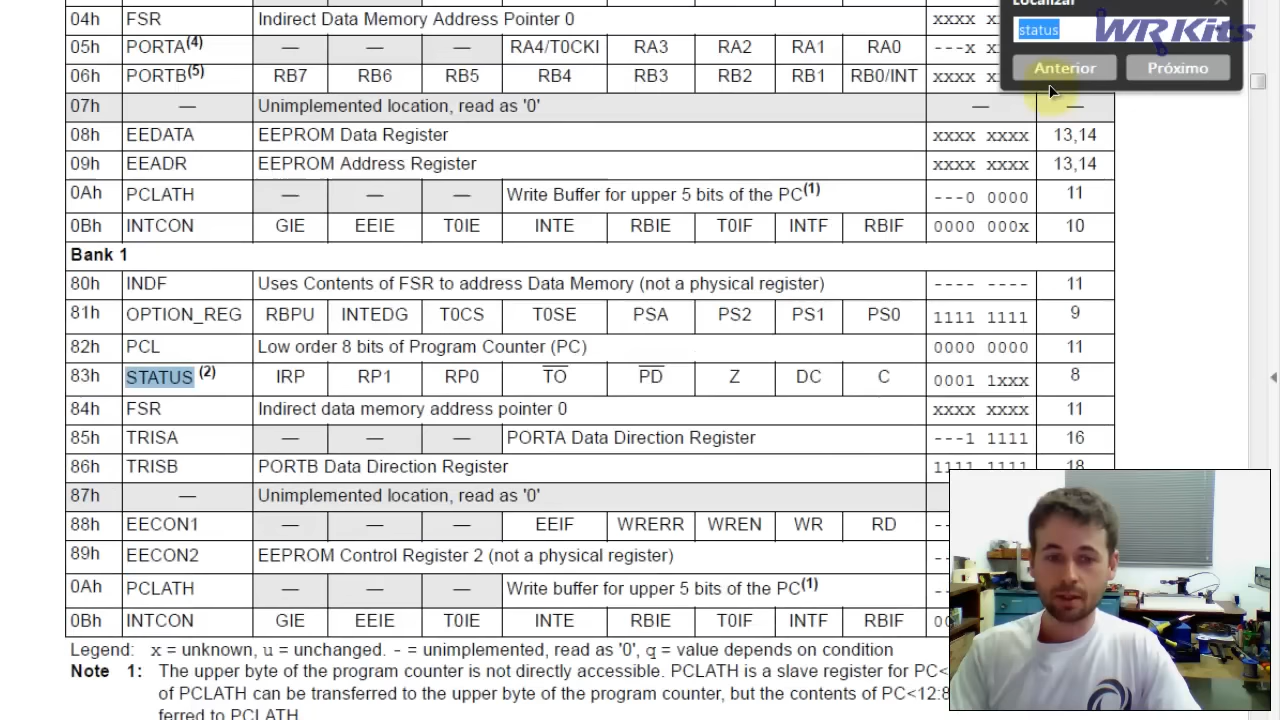 Localizar
status
WR Kits
Anterior Próximo
04h FSR Indirect Data Memory Address Pointer 0 xxxx
05h PORTA(4) — — — RA4/T0CKI RA3 RA2 RA1 RA0 ---x
06h PORTB(5) RB7 RB6 RB5 RB4 RB3 RB2 RB1 RB0/INT xxxx
07h — Unimplemented location, read as '0' — —
08h EEDATA EEPROM Data Register xxxx xxxx 13,14
09h EEADR EEPROM Address Register xxxx xxxx 13,14
0Ah PCLATH — — — Write Buffer for upper 5 bits of the PC(1) ---0 0000 11
0Bh INTCON GIE EEIE T0IE INTE RBIE T0IF INTF RBIF 0000 000x 10
Bank 1
80h INDF Uses Contents of FSR to address Data Memory (not a physical register) ---- ---- 11
81h OPTION_REG RBPU INTEDG T0CS T0SE PSA PS2 PS1 PS0 1111 1111 9
82h PCL Low order 8 bits of Program Counter (PC) 0000 0000 11
83h STATUS (2) IRP RP1 RP0 TO PD Z DC C 0001 1xxx 8
84h FSR Indirect data memory address pointer 0 xxxx xxxx 11
85h TRISA — — — PORTA Data Direction Register ---1 1111 16
86h TRISB PORTB Data Direction Register 1111 1111 18
87h — Unimplemented location, read as '0'
88h EECON1 — — — EEIF WRERR WREN WR RD
89h EECON2 EEPROM Control Register 2 (not a physical register)
0Ah PCLATH — — — Write buffer for upper 5 bits of the PC(1)
0Bh INTCON GIE EEIE T0IE INTE RBIE T0IF INTF RBIF
Legend: x = unknown, u = unchanged. - = unimplemented, read as '0', q = value depends on condition
Note 1: The upper byte of the program counter is not directly accessible. PCLATH is a slave register for PC<
of PCLATH can be transferred to the upper byte of the program counter, but the contents of PC<12:8
ferred to PCLATH.